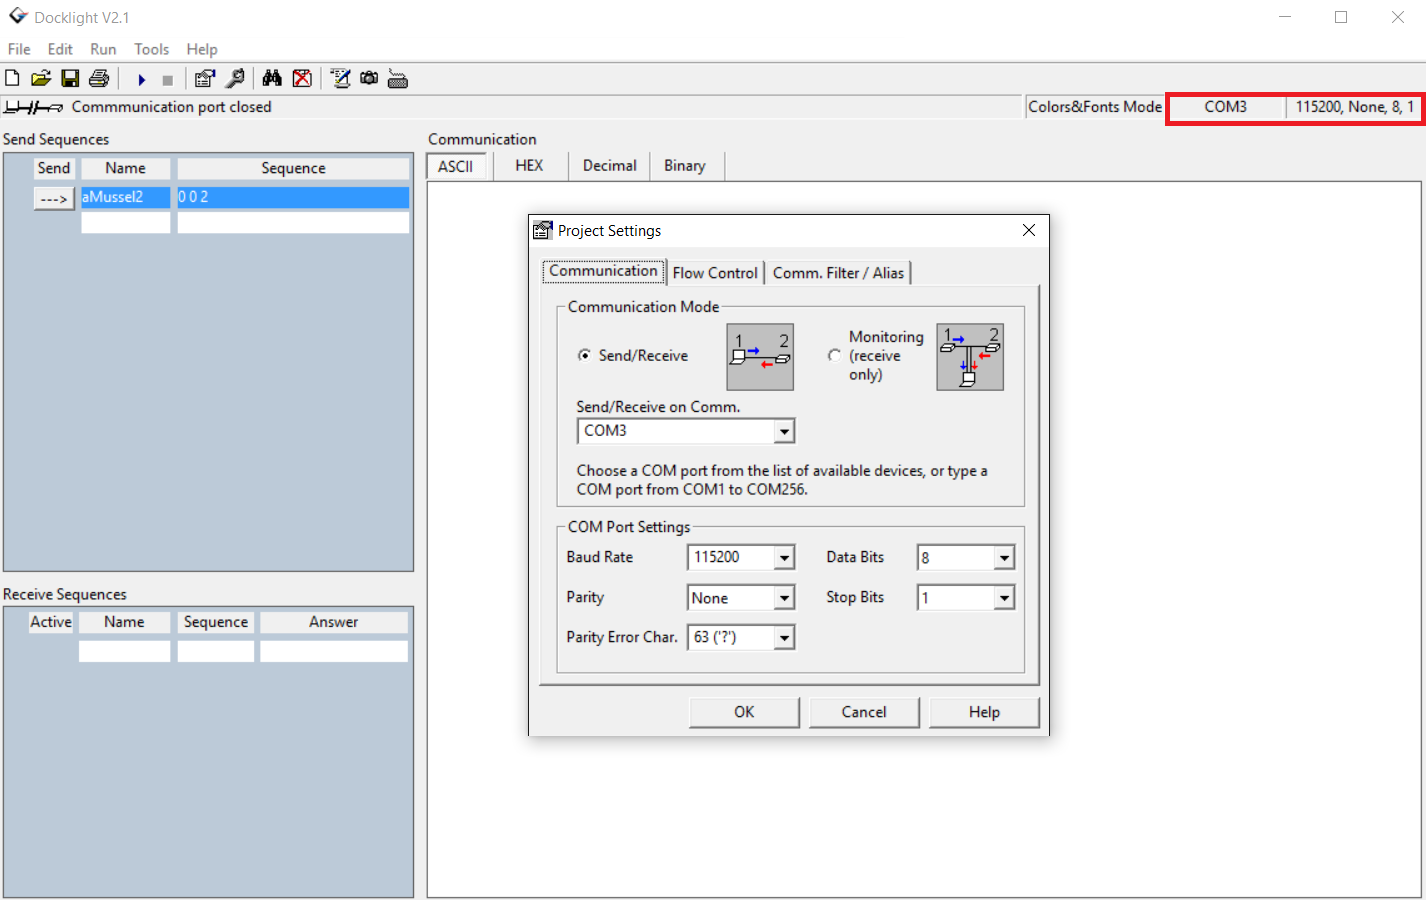 Docklight V2.1
File Edit Run Tools Help
Commmunication port closed
Colors&Fonts Mode COM3 115200, None, 8, 1
Send Sequences
Send Name Sequence
---> aMussel2 0 0 2
Receive Sequences
Active Name Sequence Answer
Communication
ASCII HEX Decimal Binary
Project Settings
Communication Flow Control Comm. Filter / Alias
Communication Mode
Send/Receive
1 2
Monitoring
(receive
only)
1 2
Send/Receive on Comm.
COM3
Choose a COM port from the list of available devices, or type a
COM port from COM1 to COM256.
COM Port Settings
Baud Rate 115200 Data Bits 8
Parity None Stop Bits 1
Parity Error Char. 63 ('?')
OK Cancel Help